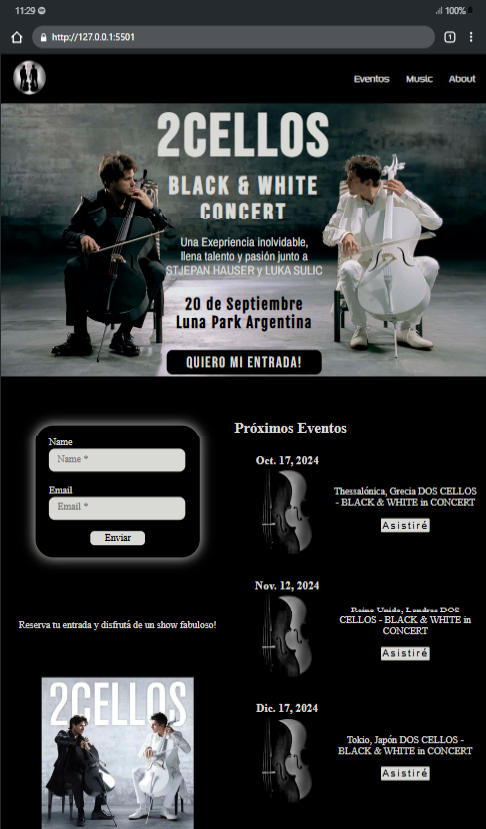 11:29
100%
http://127.0.0.1:5501
1
Eventos Music About
2CELLOS
BLACK & WHITE
CONCERT
Una Exepriencia inolvidable,
llena talento y pasión junto a
STJEPAN HAUSER y LUKA SULIC
20 de Septiembre
Luna Park Argentina
QUIERO MI ENTRADA!
Name
Name *
Email
Email *
Enviar
Reserva tu entrada y disfrutá de un show fabuloso!
2CELLOS
Próximos Eventos
Oct. 17, 2024
Thessalónica, Grecia DOS CELLOS
- BLACK & WHITE in CONCERT
Asistiré
Nov. 12, 2024
Reino Unido, Londres DOS
CELLOS - BLACK & WHITE in
CONCERT
Asistiré
Dic. 17, 2024
Tokio, Japón DOS CELLOS -
BLACK & WHITE in CONCERT
Asistiré